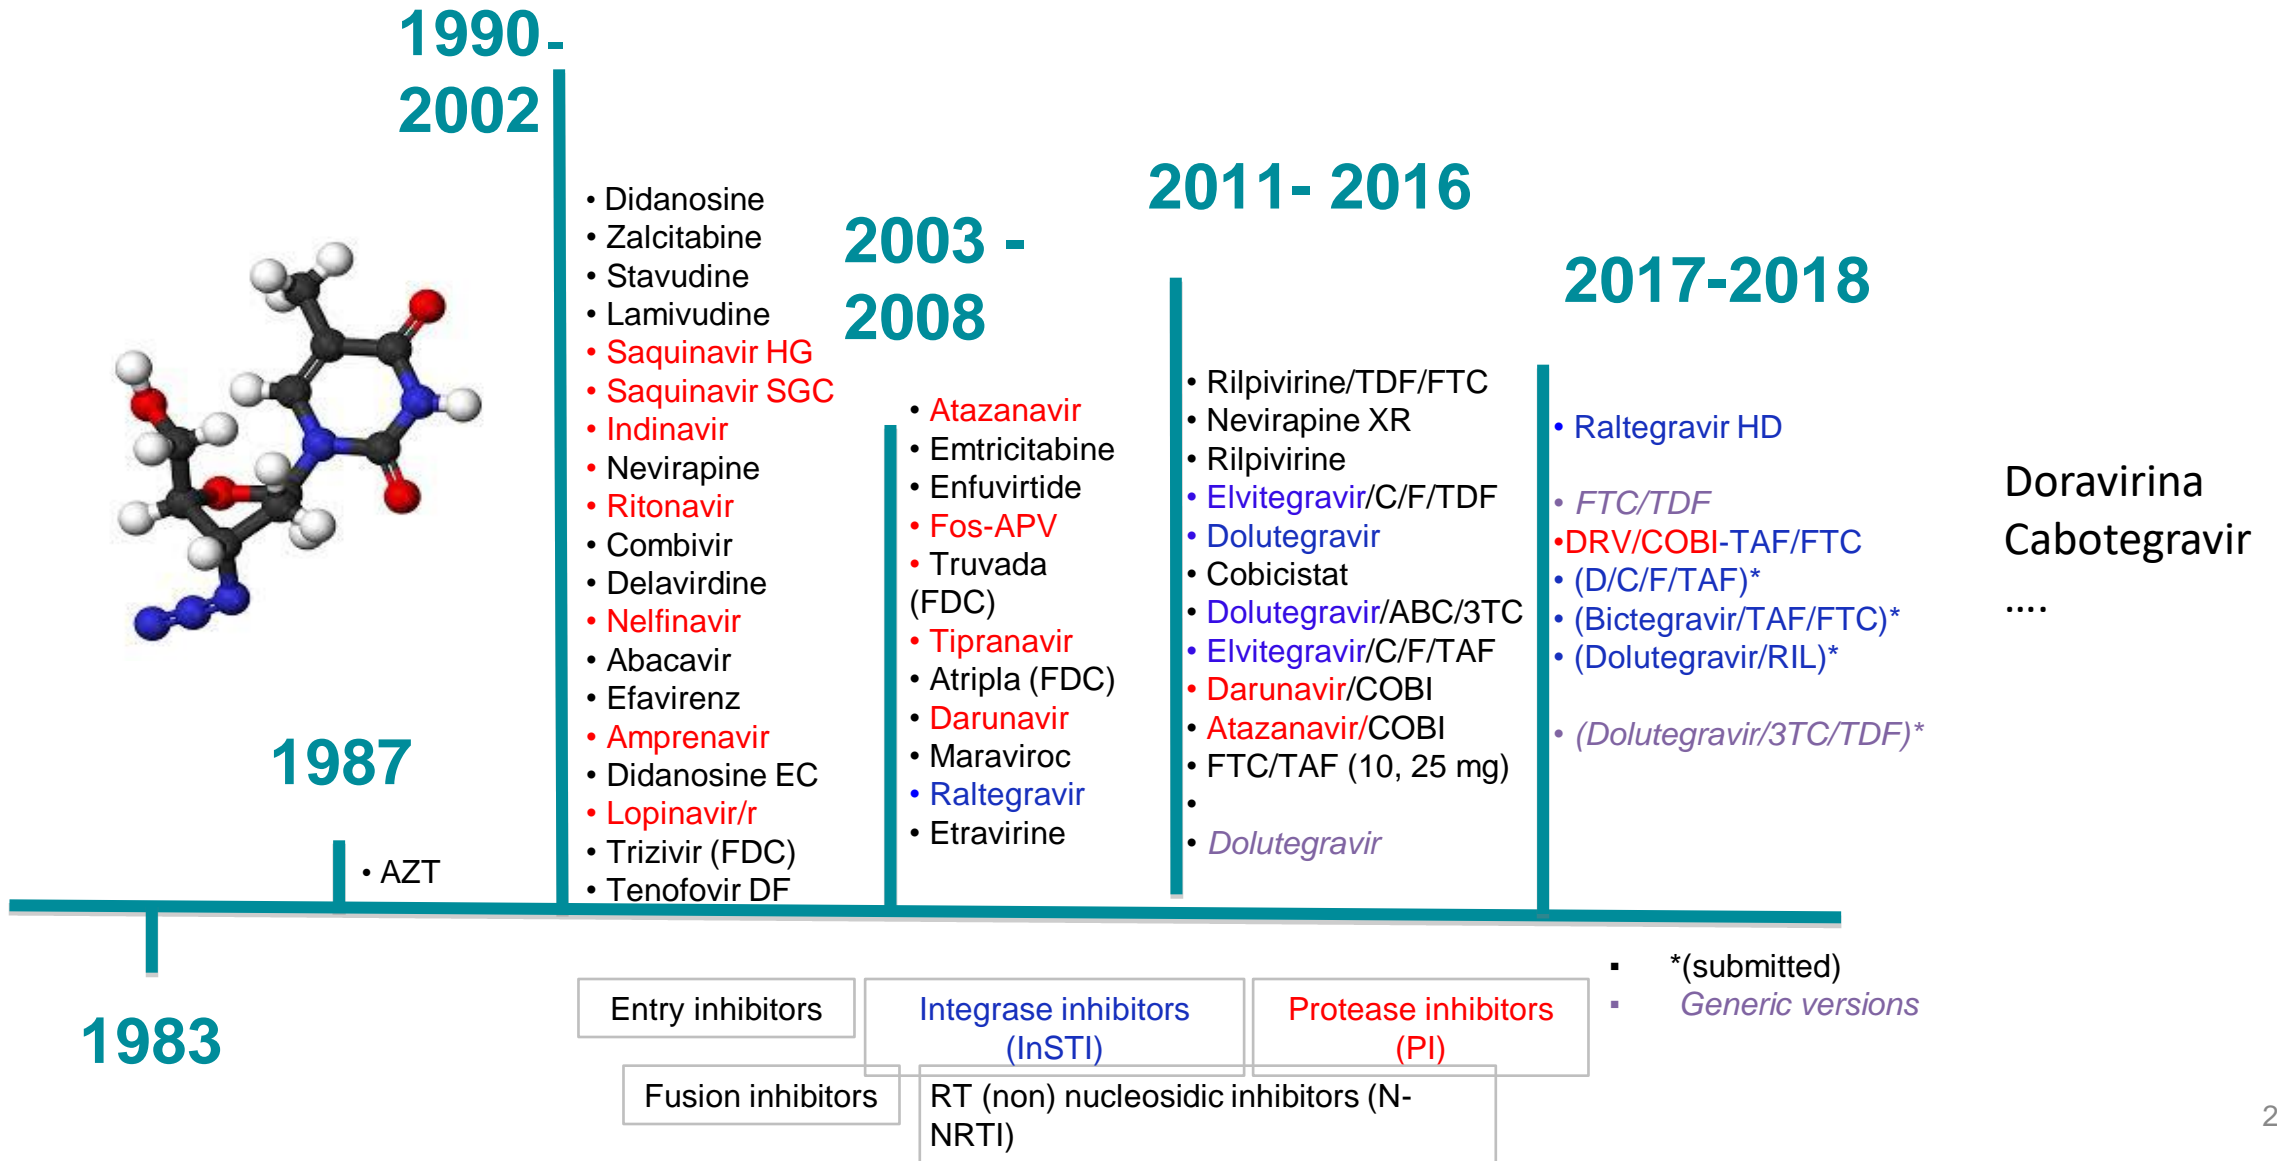 1990-
2002
• Didanosine
• Zalcitabine
• Stavudine
• Lamivudine
• Saquinavir HG
• Saquinavir SGC
• Indinavir
• Nevirapine
• Ritonavir
• Combivir
• Delavirdine
• Nelfinavir
• Abacavir
• Efavirenz
• Amprenavir
• Didanosine EC
• Lopinavir/r
• Trizivir (FDC)
• Tenofovir DF
2003 -
2008
• Atazanavir
• Emtricitabine
• Enfuvirtide
• Fos-APV
• Truvada
(FDC)
• Tipranavir
• Atripla (FDC)
• Darunavir
• Maraviroc
• Raltegravir
• Etravirine
2011- 2016
• Rilpivirine/TDF/FTC
• Nevirapine XR
• Rilpivirine
• Elvitegravir/C/F/TDF
• Dolutegravir
• Cobicistat
• Dolutegravir/ABC/3TC
• Elvitegravir/C/F/TAF
• Darunavir/COBI
• Atazanavir/COBI
• FTC/TAF (10, 25 mg)
•
• Dolutegravir
2017-2018
• Raltegravir HD
• FTC/TDF
•DRV/COBI-TAF/FTC
• (D/C/F/TAF)*
• (Bictegravir/TAF/FTC)*
• (Dolutegravir/RIL)*
• (Dolutegravir/3TC/TDF)*
Doravirina
Cabotegravir
....
1987
• AZT
1983
▪ *(submitted)
▪ Generic versions
Entry inhibitors
Integrase inhibitors
(InSTI)
Protease inhibitors
(PI)
Fusion inhibitors
RT (non) nucleosidic inhibitors (N-
NRTI)
2